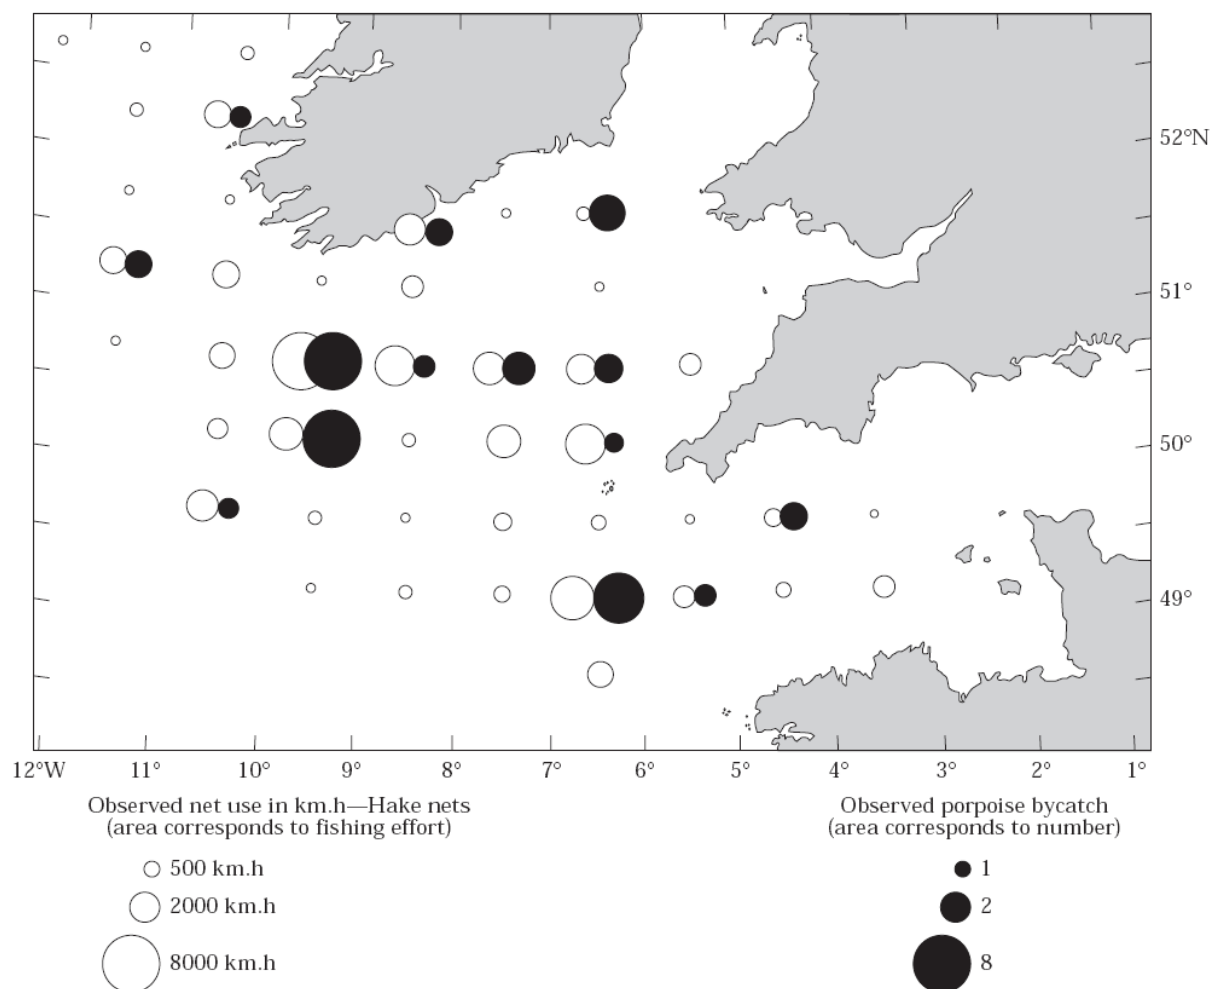 52°N
51°
50°
49°
12°W 11° 10° 9° 8° 7° 6° 5° 4° 3° 2° 1°
Observed net use in km.h—Hake nets
(area corresponds to fishing effort)
500 km.h
2000 km.h
8000 km.h
Observed porpoise bycatch
(area corresponds to number)
1
2
8